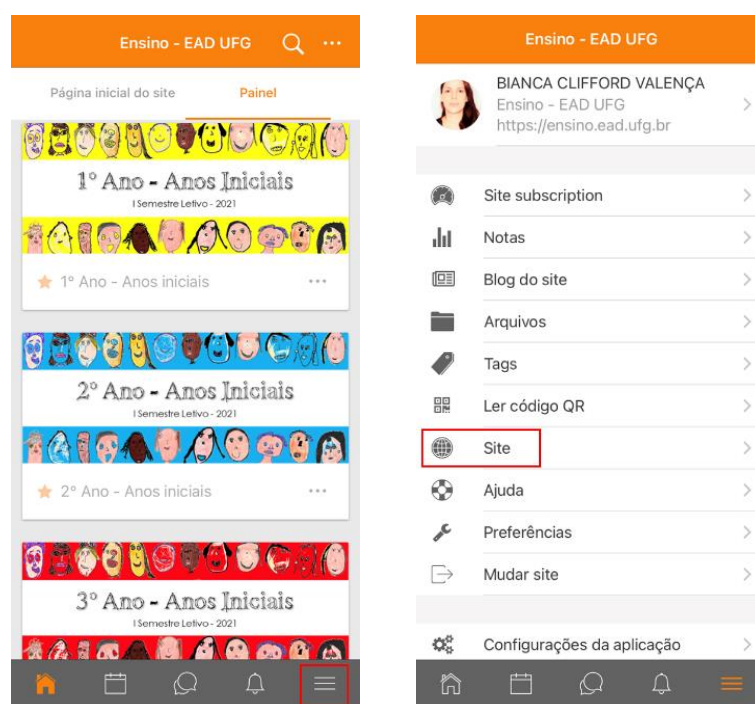 Ensino - EAD UFG
Página inicial do site
Painel
1º Ano - Anos Iniciais
I Semestre Letivo - 2021
1º Ano - Anos iniciais
2º Ano - Anos Iniciais
I Semestre Letivo - 2021
2º Ano - Anos iniciais
3º Ano - Anos Iniciais
I Semestre Letivo - 2021
Ensino - EAD UFG
BIANCA CLIFFORD VALENÇA
Ensino - EAD UFG
https://ensino.ead.ufg.br
Site subscription
Notas
Blog do site
Arquivos
Tags
Ler código QR
Site
Ajuda
Preferências
Mudar site
Configurações da aplicação